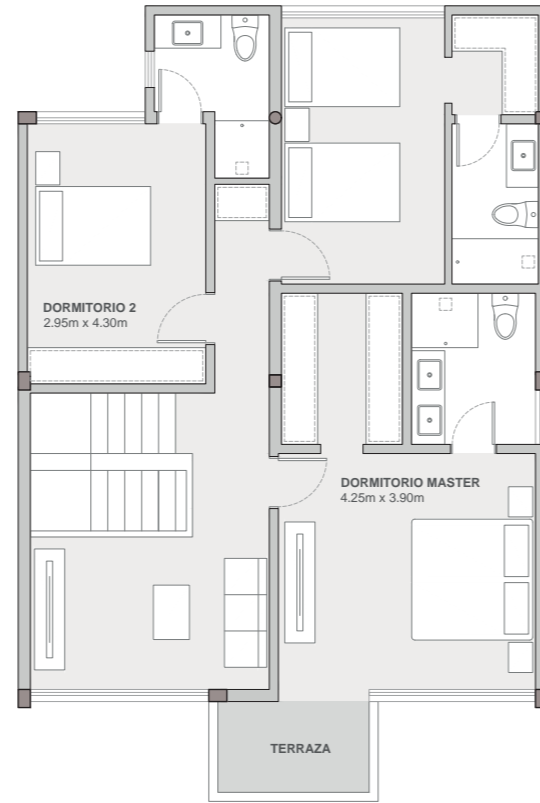 DORMITORIO 2
2.95m x 4.30m
DORMITORIO MASTER
4.25m x 3.90m
TERRAZA